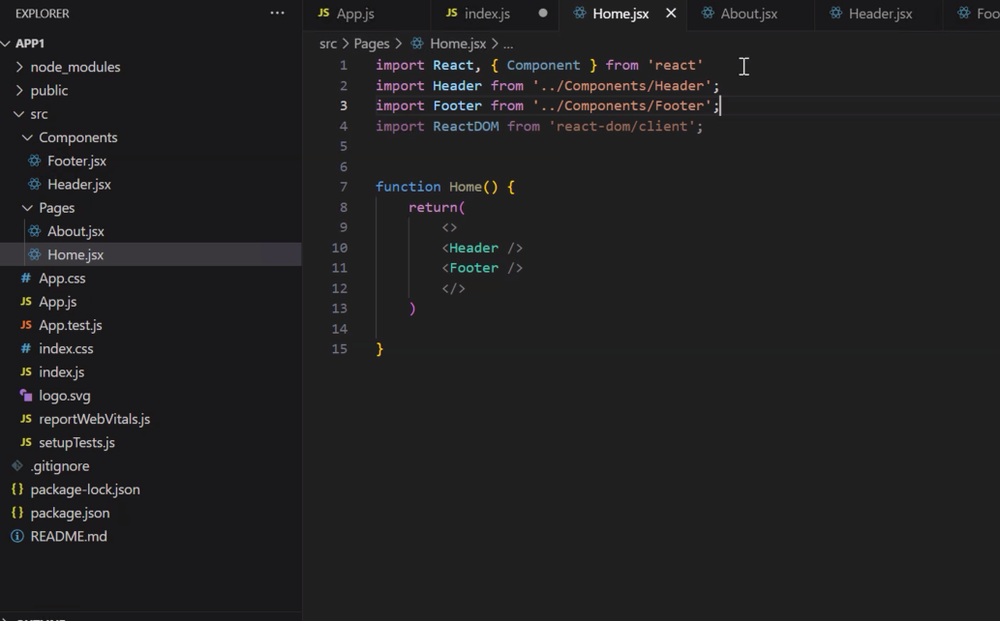 EXPLORER ...
APP1
node_modules
public
src
Components
Footer.jsx
Header.jsx
Pages
About.jsx
Home.jsx
# App.css
JS App.js
JS App.test.js
# index.css
JS index.js
logo.svg
JS reportWebVitals.js
JS setupTests.js
.gitignore
{} package-lock.json
{} package.json
README.md
JS App.js JS index.js ● Home.jsx × About.jsx Header.jsx Foo
src > Pages > Home.jsx > ...
1 import React, { Component } from 'react'
2 import Header from '../Components/Header';
3 import Footer from '../Components/Footer';
4 import ReactDOM from 'react-dom/client';
5
6
7 function Home() {
8 return(
9 <>
10 <Header />
11 <Footer />
12 </>
13 )
14
15 }